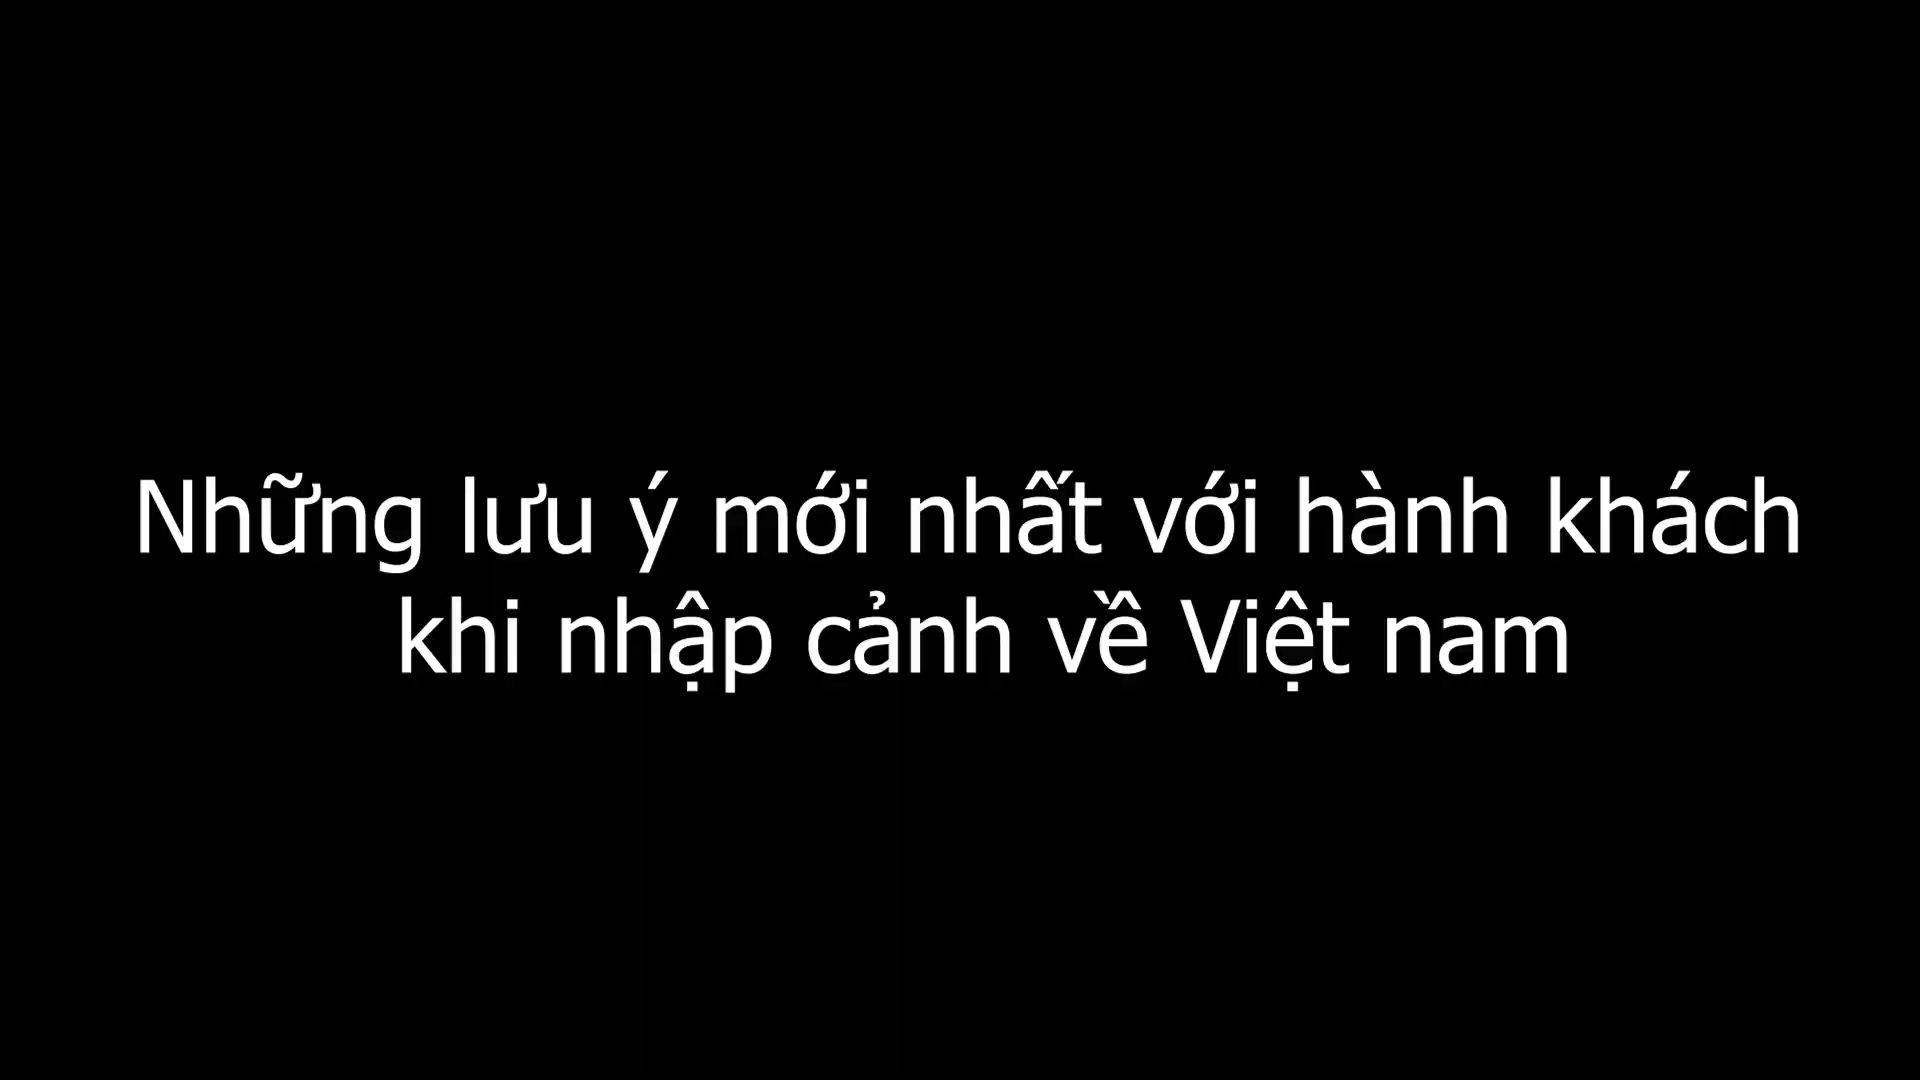 Những lưu ý mới nhất với hành khách
khi nhập cảnh về Việt nam